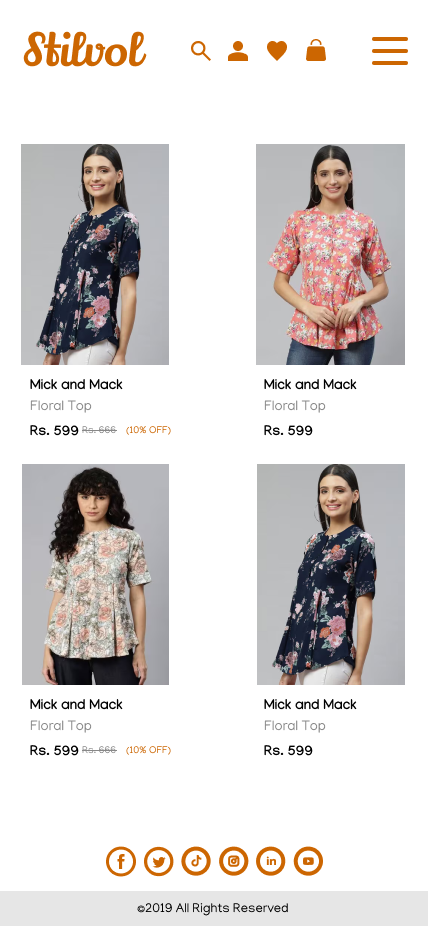 Stilvol
Mick and Mack
Floral Top
Rs. 599 Rs. 666 (10% OFF)
Mick and Mack
Floral Top
Rs. 599
Mick and Mack
Floral Top
Rs. 599 Rs. 666 (10% OFF)
Mick and Mack
Floral Top
Rs. 599
©2019 All Rights Reserved